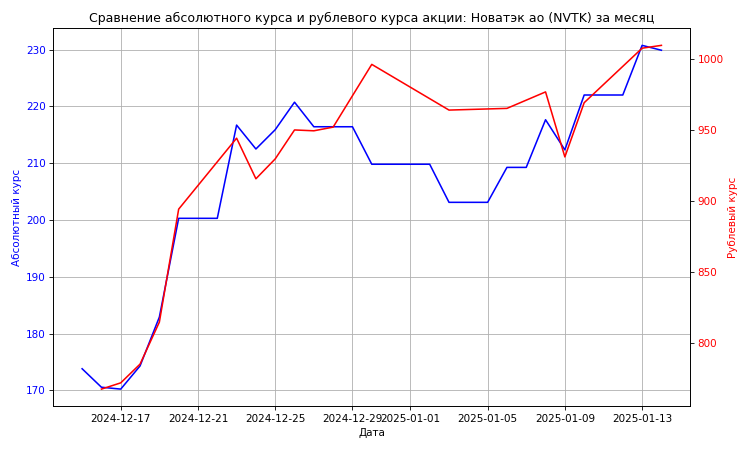 Сравнение абсолютного курса и рублевого курса акции: Новатэк ао (NVTK) за месяц
230
220
210
200
190
180
170
Абсолютный курс
1000
950
900
850
800
Рублевый курс
2024-12-17 2024-12-21 2024-12-25 2024-12-29 2025-01-01 2025-01-05 2025-01-09 2025-01-13
Дата